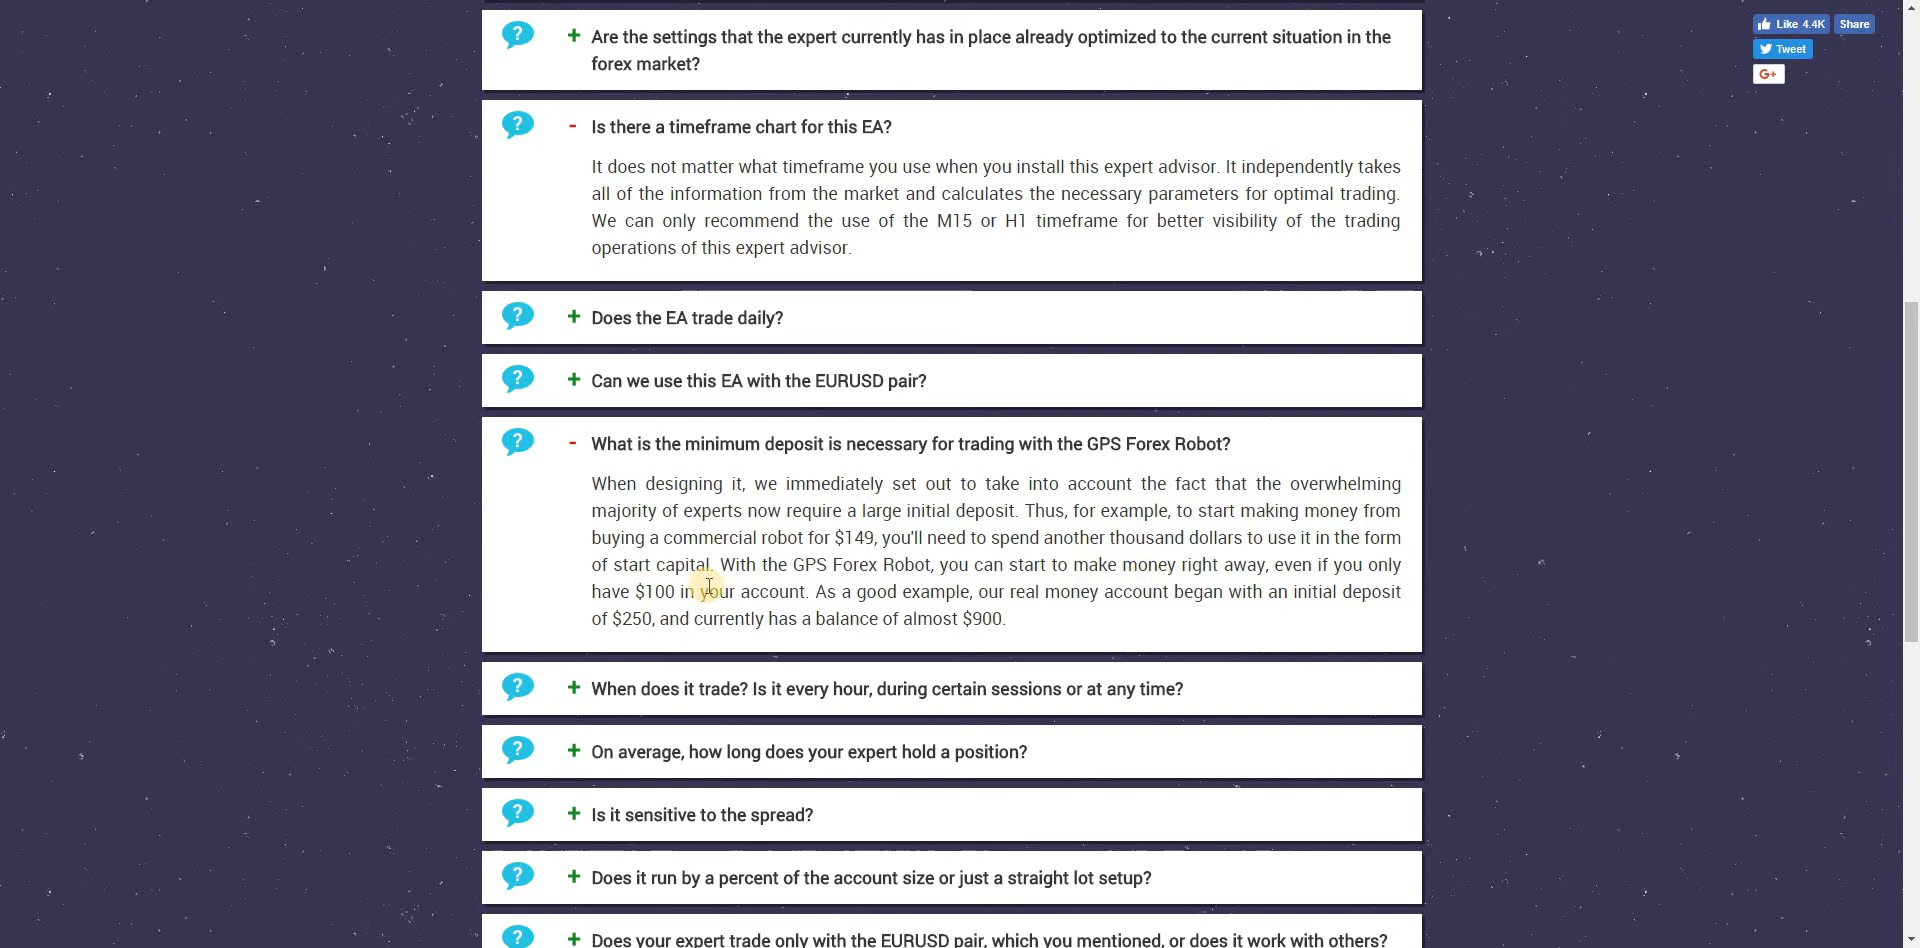 Like 4.4K
Share
Tweet
G+
? + Are the settings that the expert currently has in place already optimized to the current situation in the
forex market?
? - Is there a timeframe chart for this EA?
It does not matter what timeframe you use when you install this expert advisor. It independently takes
all of the information from the market and calculates the necessary parameters for optimal trading.
We can only recommend the use of the M15 or H1 timeframe for better visibility of the trading
operations of this expert advisor.
? + Does the EA trade daily?
? + Can we use this EA with the EURUSD pair?
? - What is the minimum deposit is necessary for trading with the GPS Forex Robot?
When designing it, we immediately set out to take into account the fact that the overwhelming
majority of experts now require a large initial deposit. Thus, for example, to start making money from
buying a commercial robot for $149, you'll need to spend another thousand dollars to use it in the form
of start capital. With the GPS Forex Robot, you can start to make money right away, even if you only
have $100 in your account. As a good example, our real money account began with an initial deposit
of $250, and currently has a balance of almost $900.
? + When does it trade? Is it every hour, during certain sessions or at any time?
? + On average, how long does your expert hold a position?
? + Is it sensitive to the spread?
? + Does it run by a percent of the account size or just a straight lot setup?
? + Does your expert trade only with the EURUSD pair, which you mentioned, or does it work with others?